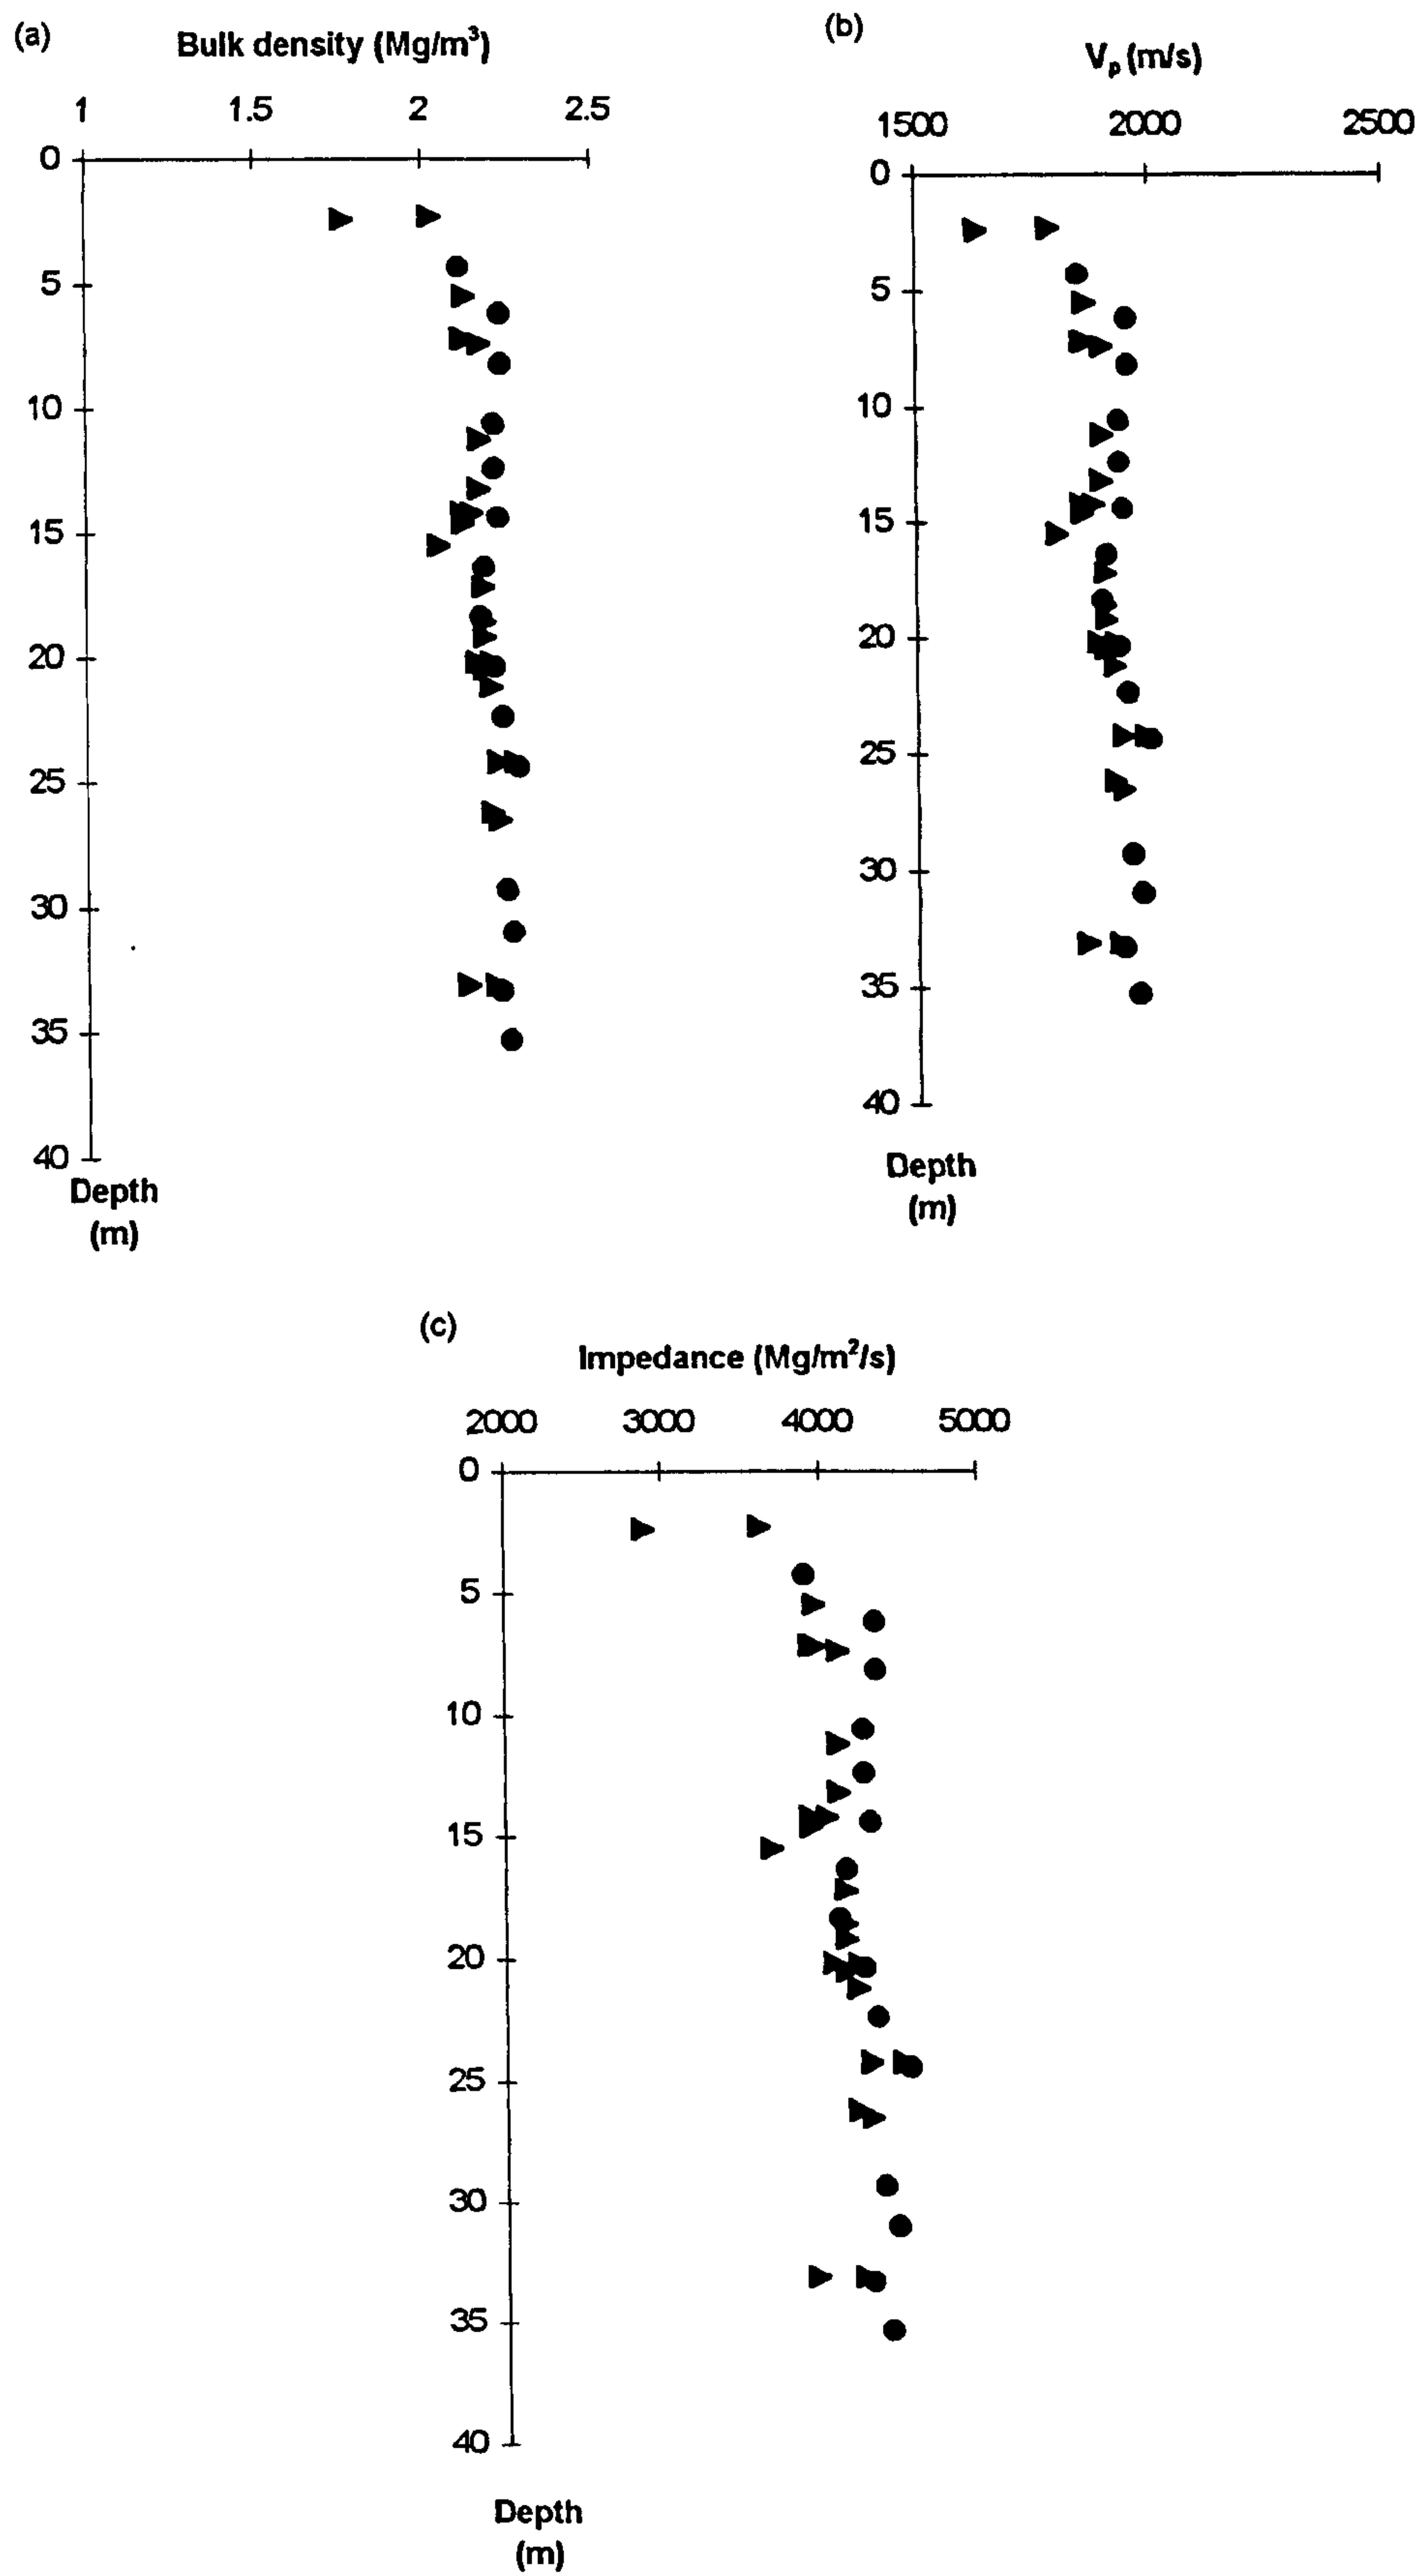 (a)
Bulk density (Mg/m³)
1 1.5 2 2.5
0
5
10
15
20
25
30
35
40
Depth
(m)
(b)
Vₚ (m/s)
1500 2000 2500
0
5
10
15
20
25
30
35
40
Depth
(m)
(c)
Impedance (Mg/m²/s)
2000 3000 4000 5000
0
5
10
15
20
25
30
35
40
Depth
(m)